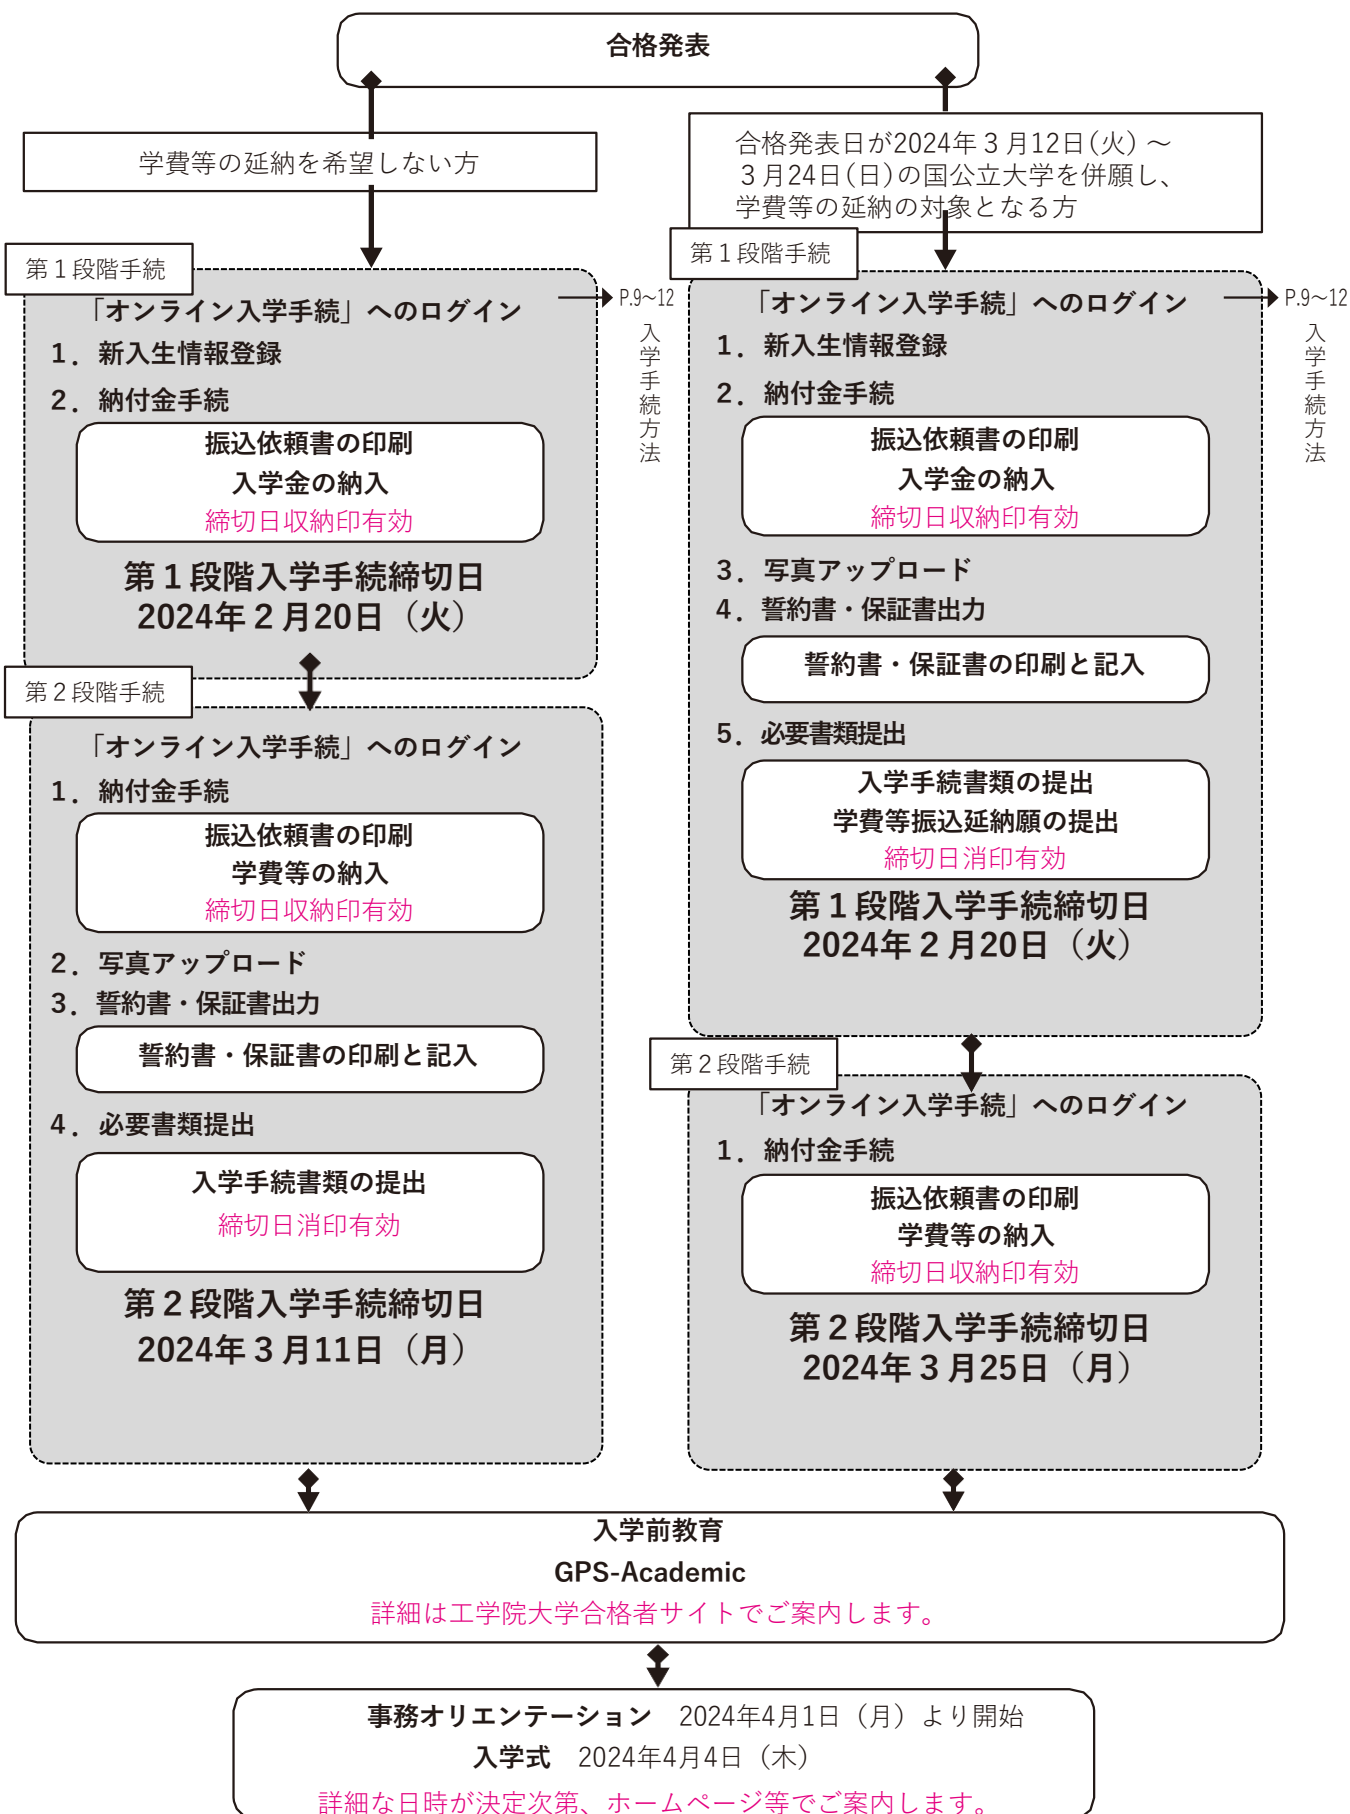 合格発表
学費等の延納を希望しない方
第１段階手続
「オンライン入学手続」へのログイン
P.9～12
入学手続方法
1．新入生情報登録
2．納付金手続
振込依頼書の印刷
入学金の納入
締切日収納印有効
第１段階入学手続締切日
2024年２月20日（火）
第２段階手続
「オンライン入学手続」へのログイン
1．納付金手続
振込依頼書の印刷
学費等の納入
締切日収納印有効
2．写真アップロード
3．誓約書・保証書出力
誓約書・保証書の印刷と記入
4．必要書類提出
入学手続書類の提出
締切日消印有効
第２段階入学手続締切日
2024年３月11日（月）
合格発表日が2024年３月12日(火)～
３月24日(日)の国公立大学を併願し、
学費等の延納の対象となる方
第１段階手続
「オンライン入学手続」へのログイン
P.9～12
入学手続方法
1．新入生情報登録
2．納付金手続
振込依頼書の印刷
入学金の納入
締切日収納印有効
3．写真アップロード
4．誓約書・保証書出力
誓約書・保証書の印刷と記入
5．必要書類提出
入学手続書類の提出
学費等振込延納願の提出
締切日消印有効
第１段階入学手続締切日
2024年２月20日（火）
第２段階手続
「オンライン入学手続」へのログイン
1．納付金手続
振込依頼書の印刷
学費等の納入
締切日収納印有効
第２段階入学手続締切日
2024年３月25日（月）
入学前教育
GPS-Academic
詳細は工学院大学合格者サイトでご案内します。
事務オリエンテーション　2024年4月1日（月）より開始
入学式　2024年4月4日（木）
詳細な日時が決定次第、ホームページ等でご案内します。